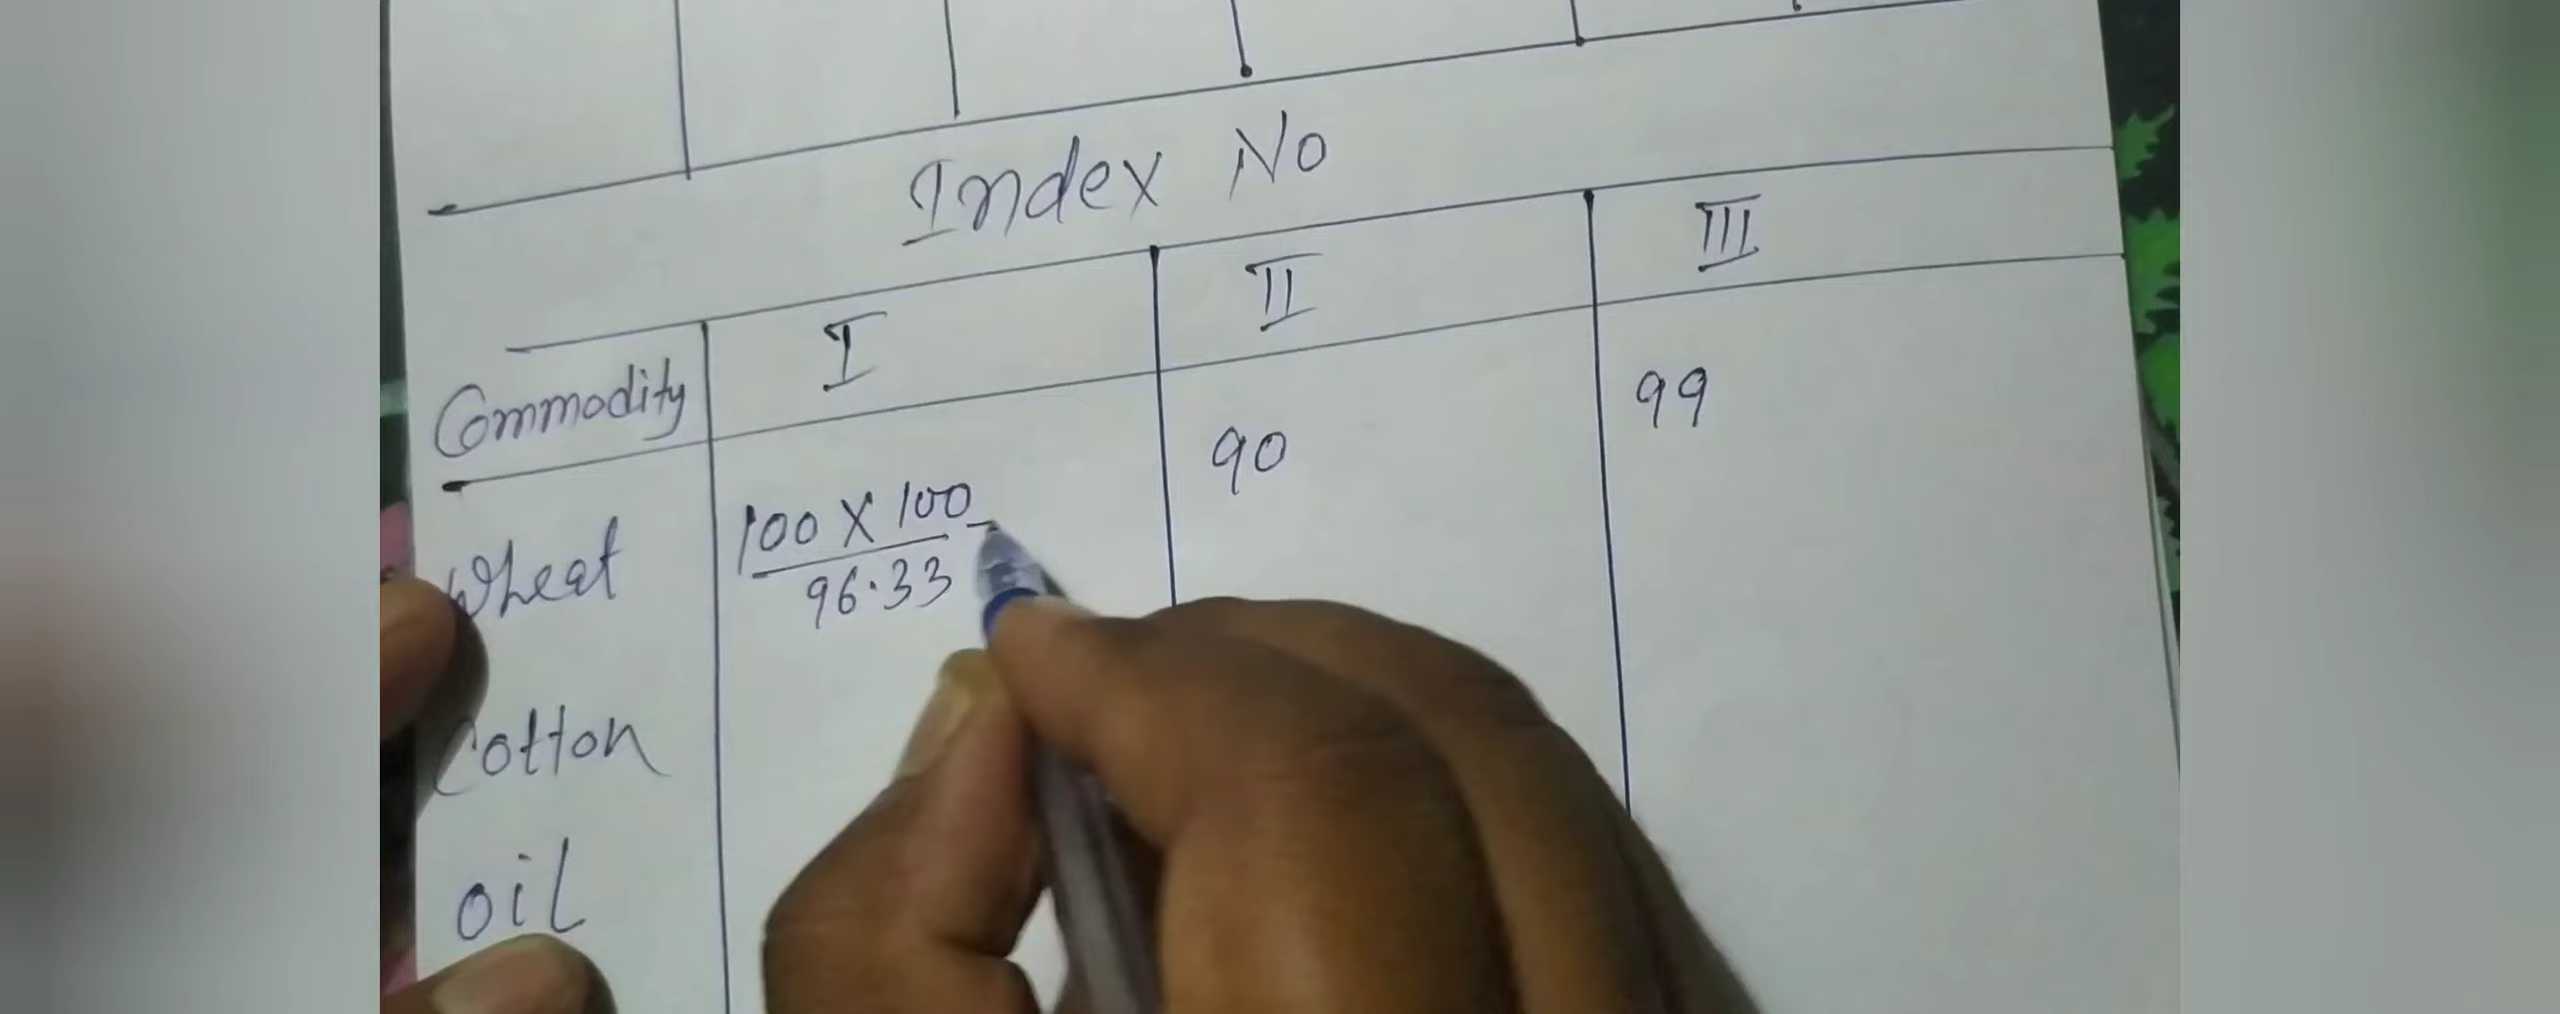 Index No
Commodity I II III
Wheat 100 X 100 90 99
96.33
Cotton
oil